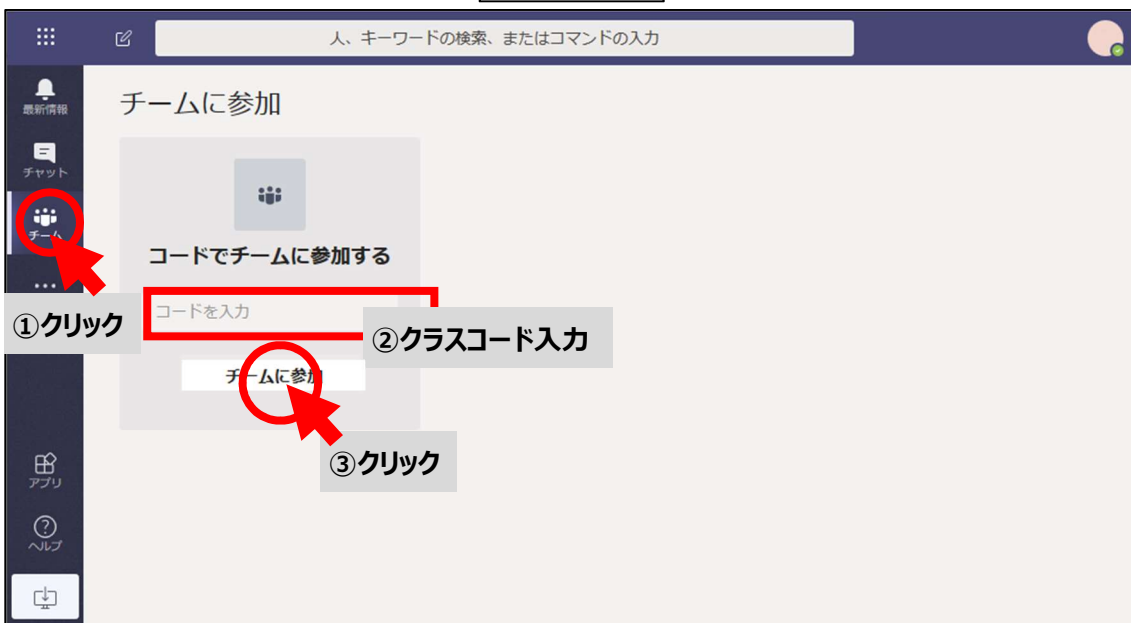 人、キーワードの検索、またはコマンドの入力
最新情報
チームに参加
チャット
チーム
コードでチームに参加する
コードを入力
①クリック
②クラスコード入力
チームに参加
③クリック
アプリ
ヘルプ